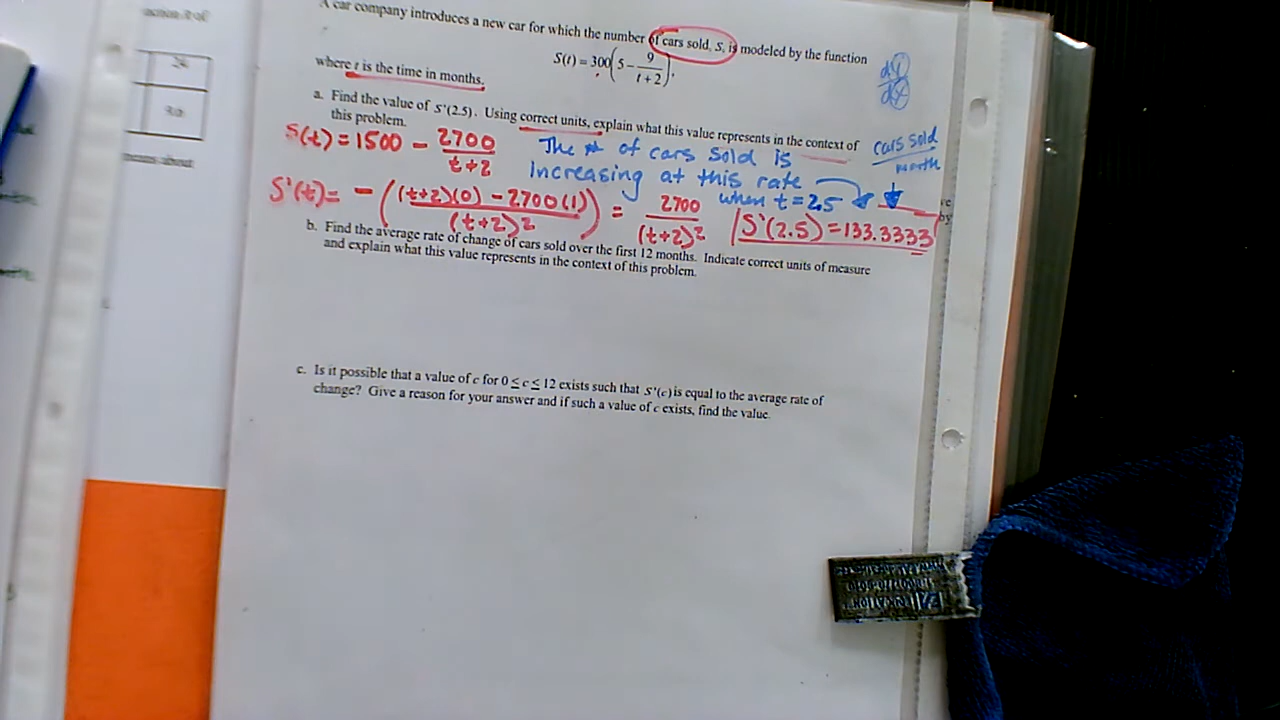 A car company introduces a new car for which the number of cars sold, S, is modeled by the function
S(t) = 300(5 - 9/(t + 2)),
where t is the time in months.
dy/dx
a. Find the value of S'(2.5). Using correct units, explain what this value represents in the context of
this problem.
cars sold
month
S(t) = 1500 - 2700/(t+2)
The # of cars sold is
increasing at this rate
when t = 2.5
S'(t) = -(((t+2)(0) - 2700(1))/(t+2)²) = 2700/(t+2)²
S'(2.5) = 133.3333
b. Find the average rate of change of cars sold over the first 12 months. Indicate correct units of measure
and explain what this value represents in the context of this problem.
c. Is it possible that a value of c for 0 ≤ c ≤ 12 exists such that S'(c) is equal to the average rate of
change? Give a reason for your answer and if such a value of c exists, find the value.
means about
by